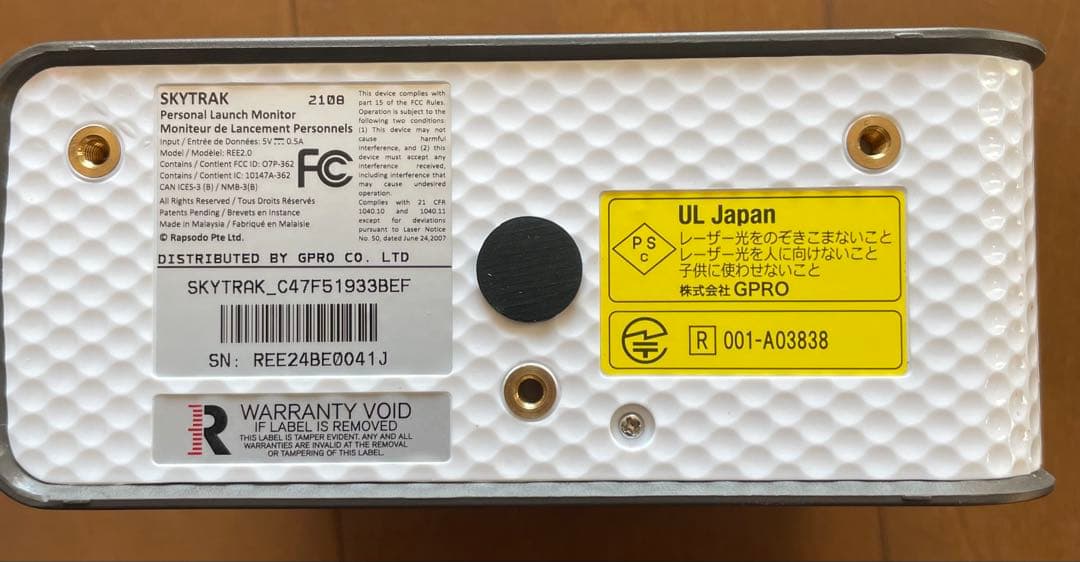 SKYTRAK 2108
Personal Launch Monitor
Moniteur de Lancement Personnels
Input / Entrée de Données: 5V⎓0.5A
Model / Modèlel: REE2.0
Contains / Contient FCC ID: O7P-362
Contains / Contient IC: 10147A-362
CAN ICES-3 (B) / NMB-3(B)
All Rights Reserved / Tous Droits Réservés
Patents Pending / Brevets en Instance
Made in Malaysia / Fabriqué en Malaisie
© Rapsodo Pte Ltd.
FC
This device complies with
part 15 of the FCC Rules.
Operation is subject to the
following two conditions:
(1) This device may not
cause harmful
interference, and (2) this
device must accept any
interference received,
including interference that
may cause undesired
operation.
Complies with 21 CFR
1040.10 and 1040.11
except for deviations
pursuant to Laser Notice
No. 50, dated June 24,2007
DISTRIBUTED BY GPRO CO. LTD
SKYTRAK_C47F51933BEF
SN: REE24BE0041J
R
WARRANTY VOID
IF LABEL IS REMOVED
THIS LABEL IS TAMPER EVIDENT. ANY AND ALL
WARRANTIES ARE INVALID AT THE REMOVAL
OR TAMPERING OF THIS LABEL.
PS
C
UL Japan
レーザー光をのぞきこまないこと
レーザー光を人に向けないこと
子供に使わせないこと
株式会社 GPRO
R 001-A03838